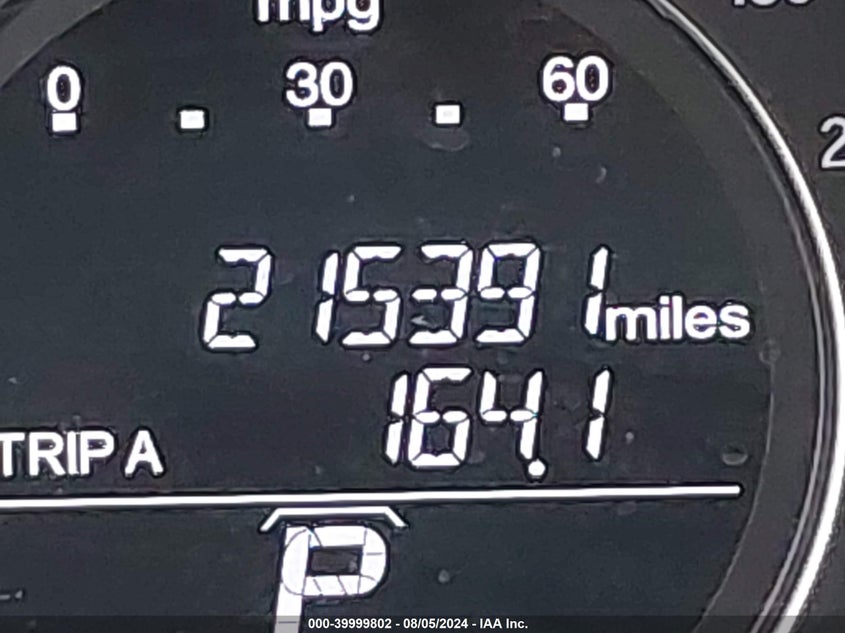 mpg
0 30 60
2
215391 miles
TRIP A 164.1
P
000-39999802 - 08/05/2024 - IAA Inc.